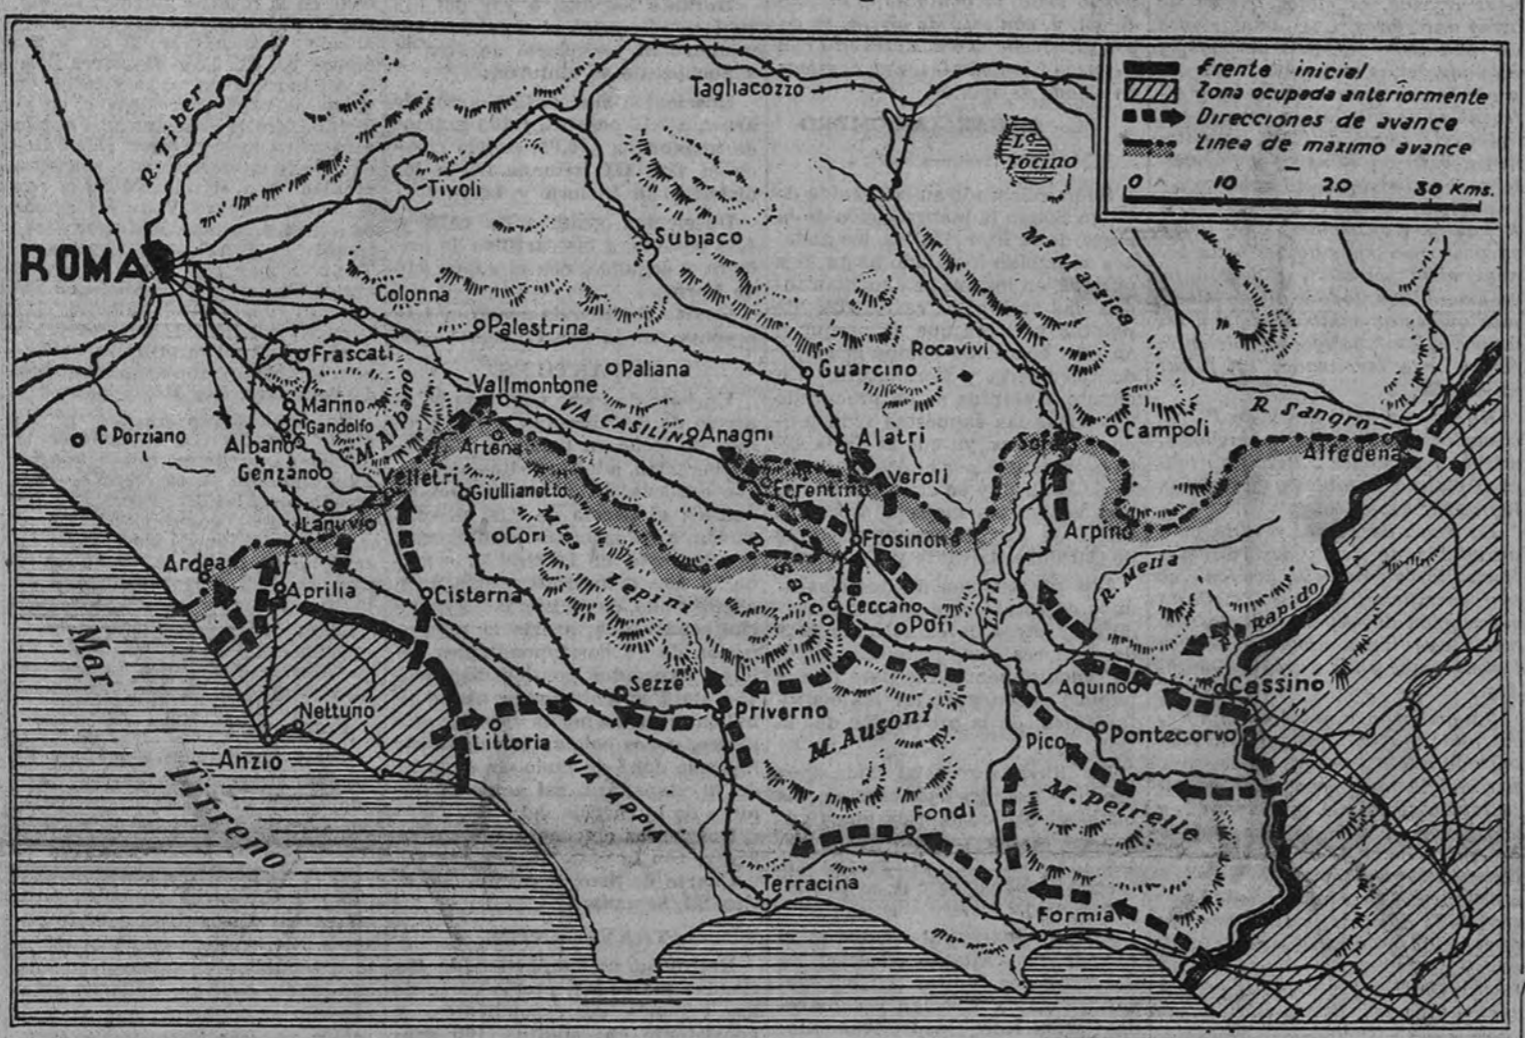 Frente inicial
Zona ocupada anteriormente
Direcciones de avance
Linea de maximo avance
0 10 20 30 Kms.
R. Tiber
Tagliacozzo
Lº
Tocino
Tivoli
Subiaco
Mª Marsica
ROMA
Colonna
Palestrina
Frascati
Paliana
Rocavivi
Guarcino
Vallmontone
Marino
C. Gandolfo
M. Albano
VIA CASILINA
R. Sangro
C Porziano
Albano
Anagni
Alatri
Sora
Campoli
Artena
Alfedena
Genzano
Velletri
Giullianetto
Ferentino
Veroli
Lanuvio
Cori
Mtes Lepini
R. Sacco
Frosinone
Arpino
Ardea
Aprilia
Cisterna
Ceccano
Pofi
Liri
R. Melfa
Rapido
Mar Tirreno
Sezze
Aquino
Cassino
Nettuno
Priverno
Littoria
M. Ausoni
Pico
Pontecorvo
Anzio
VIA APPIA
M. Petrelle
Fondi
Terracina
Formia